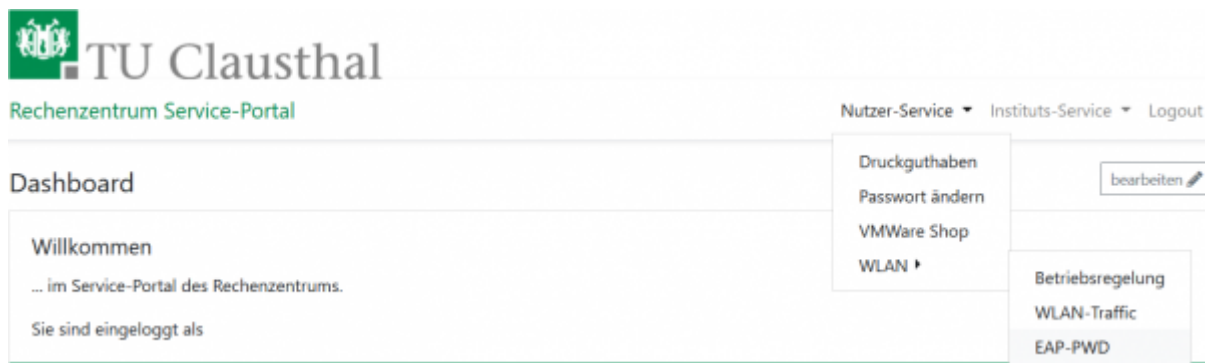 TU Clausthal
Rechenzentrum Service-Portal
Nutzer-Service Instituts-Service Logout
Druckguthaben
Passwort ändern
VMWare Shop
WLAN
Betriebsregelung
WLAN-Traffic
EAP-PWD
Dashboard
bearbeiten
Willkommen
... im Service-Portal des Rechenzentrums.
Sie sind eingeloggt als